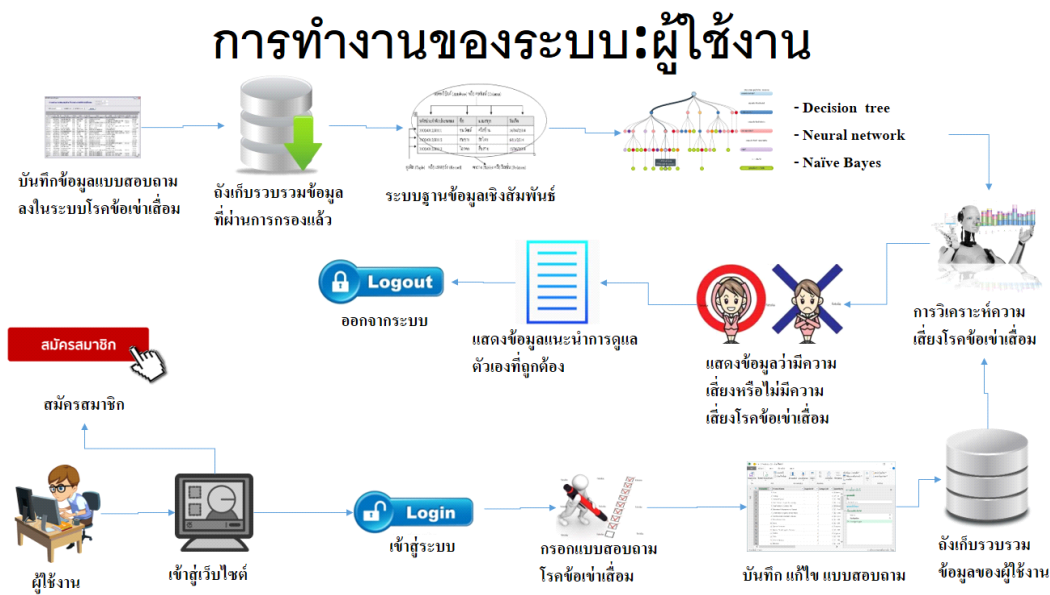 การทำงานของระบบ:ผู้ใช้งาน
- Decision tree
- Neural network
- Naïve Bayes
บันทึกข้อมูลแบบสอบถาม
ลงในระบบโรคข้อเข่าเสื่อม
ถังเก็บรวบรวมข้อมูล
ที่ผ่านการกรองแล้ว
ระบบฐานข้อมูลเชิงสัมพันธ์
การวิเคราะห์ความ
เสี่ยงโรคข้อเข่าเสื่อม
แสดงข้อมูลว่ามีความ
เสี่ยงหรือไม่มีความ
เสี่ยงโรคข้อเข่าเสื่อม
แสดงข้อมูลแนะนำการดูแล
ตัวเองที่ถูกต้อง
Logout
ออกจากระบบ
สมัครสมาชิก
สมัครสมาชิก
ผู้ใช้งาน
เข้าสู่เว็บไซต์
Login
เข้าสู่ระบบ
กรอกแบบสอบถาม
โรคข้อเข่าเสื่อม
บันทึก แก้ไข แบบสอบถาม
ถังเก็บรวบรวม
ข้อมูลของผู้ใช้งาน